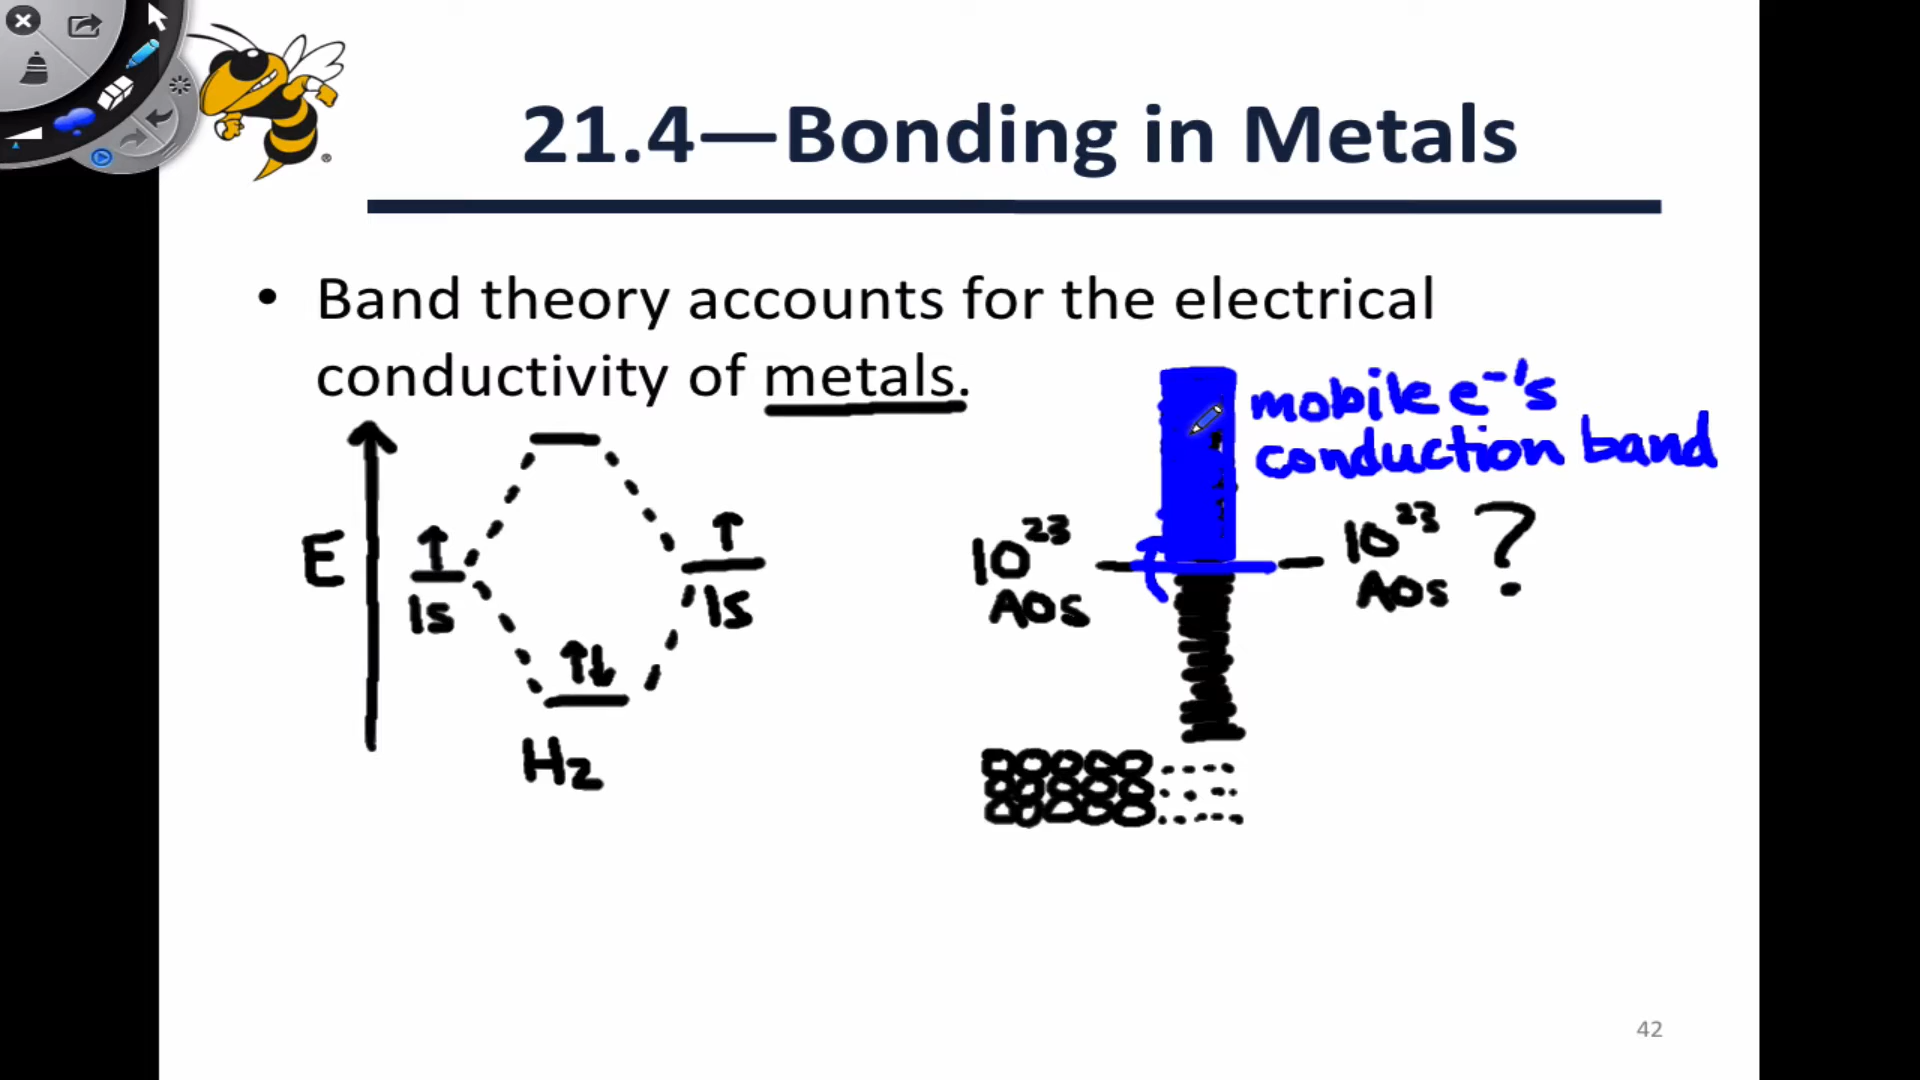 21.4—Bonding in Metals
• Band theory accounts for the electrical
conductivity of metals.
mobile e⁻'s
conduction band
E
↑
1s
↑
1s
↑↓
H₂
10²³
AOs
10²³
AOs
?
42
®